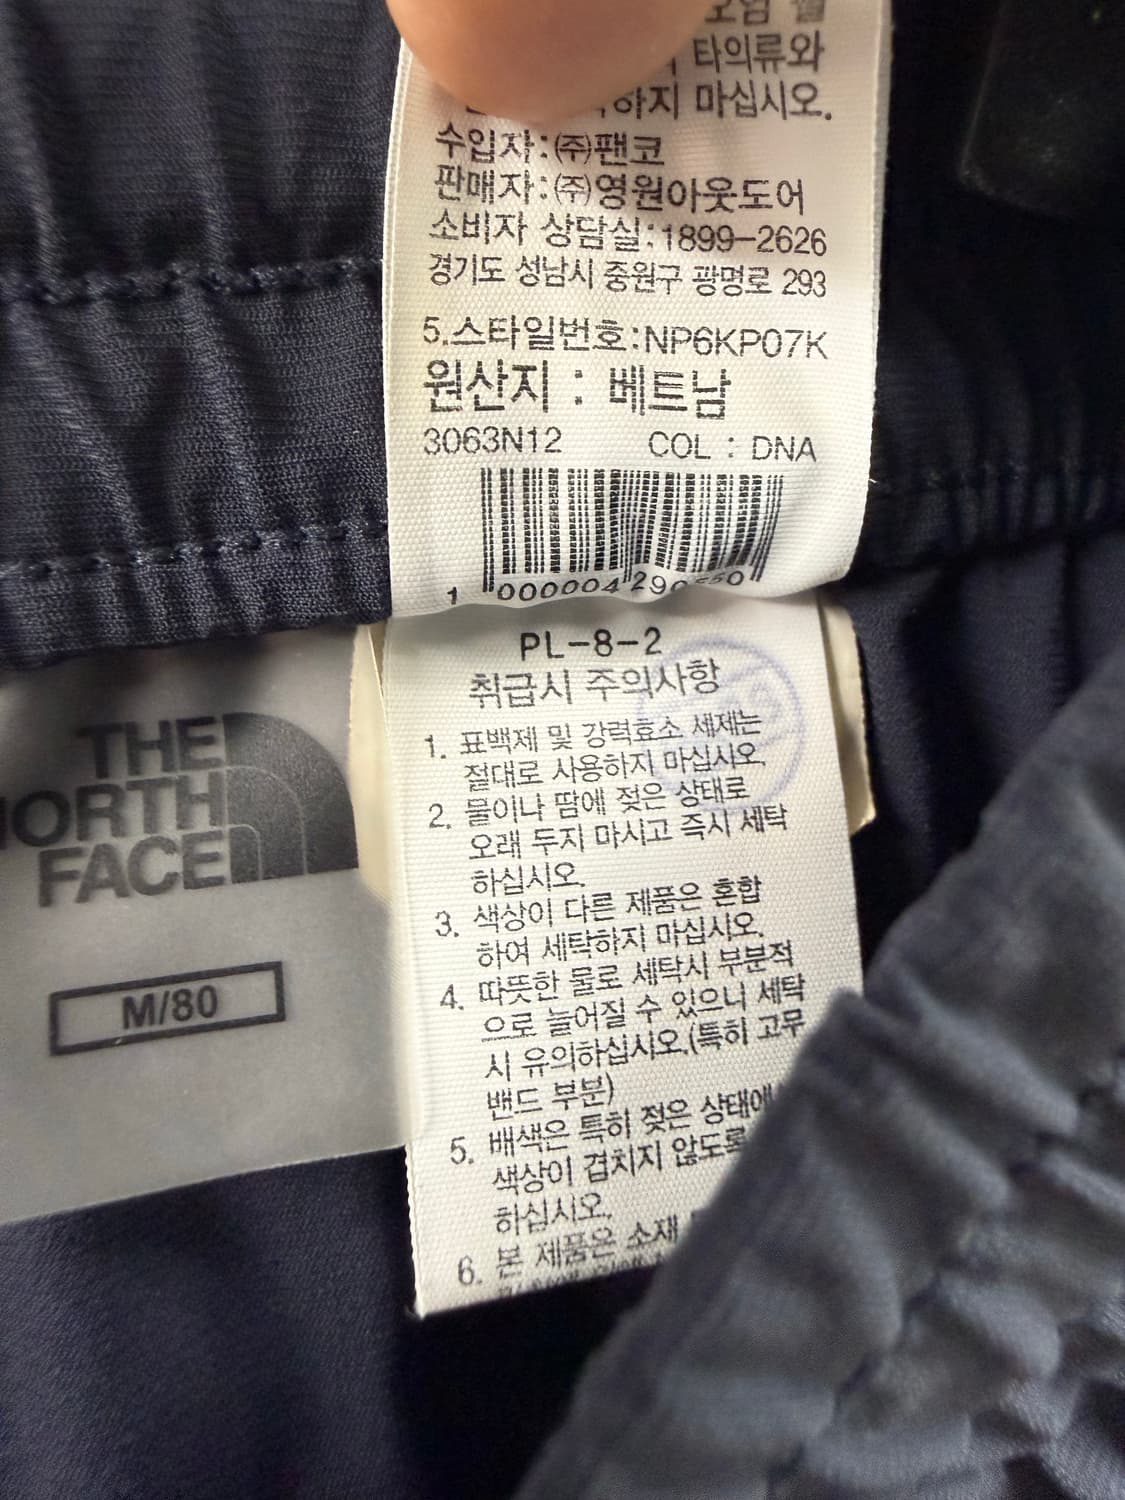 타의류와
하지 마십시오.
수입자:㈜팬코
판매자:㈜영원아웃도어
소비자 상담실:1899-2626
경기도 성남시 중원구 광명로 293
5.스타일번호:NP6KP07K
원산지 : 베트남
3063N12 COL : DNA
1 000004 290
PL-8-2
취급시 주의사항
1. 표백제 및 강력효소 세제는
절대로 사용하지 마십시오.
2. 물이나 땀에 젖은 상태로
오래 두지 마시고 즉시 세탁
하십시오.
3. 색상이 다른 제품은 혼합
하여 세탁하지 마십시오.
4. 따뜻한 물로 세탁시 부분적
으로 늘어질 수 있으니 세탁
시 유의하십시오.(특히 고무
밴드 부분)
5. 배색은 특히 젖은 상태에
색상이 겹치지 않도록
하십시오.
6. 본 제품은 소재
THE
NORTH
FACE
M/80